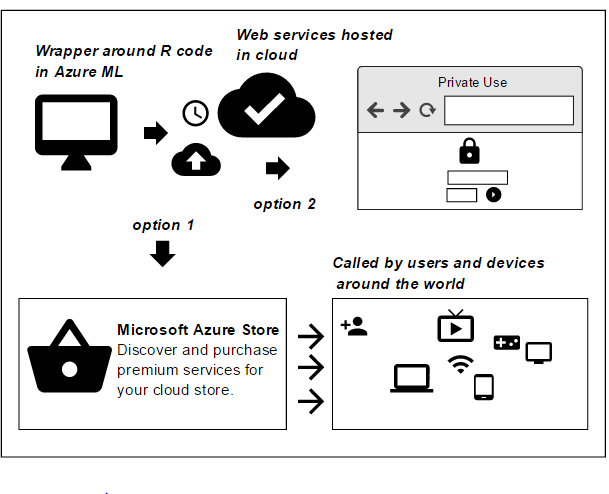 Wrapper around R code
in Azure ML
Web services hosted
in cloud
Private Use
option 2
option 1
Called by users and devices
around the world
Microsoft Azure Store
Discover and purchase
premium services for
your cloud store.